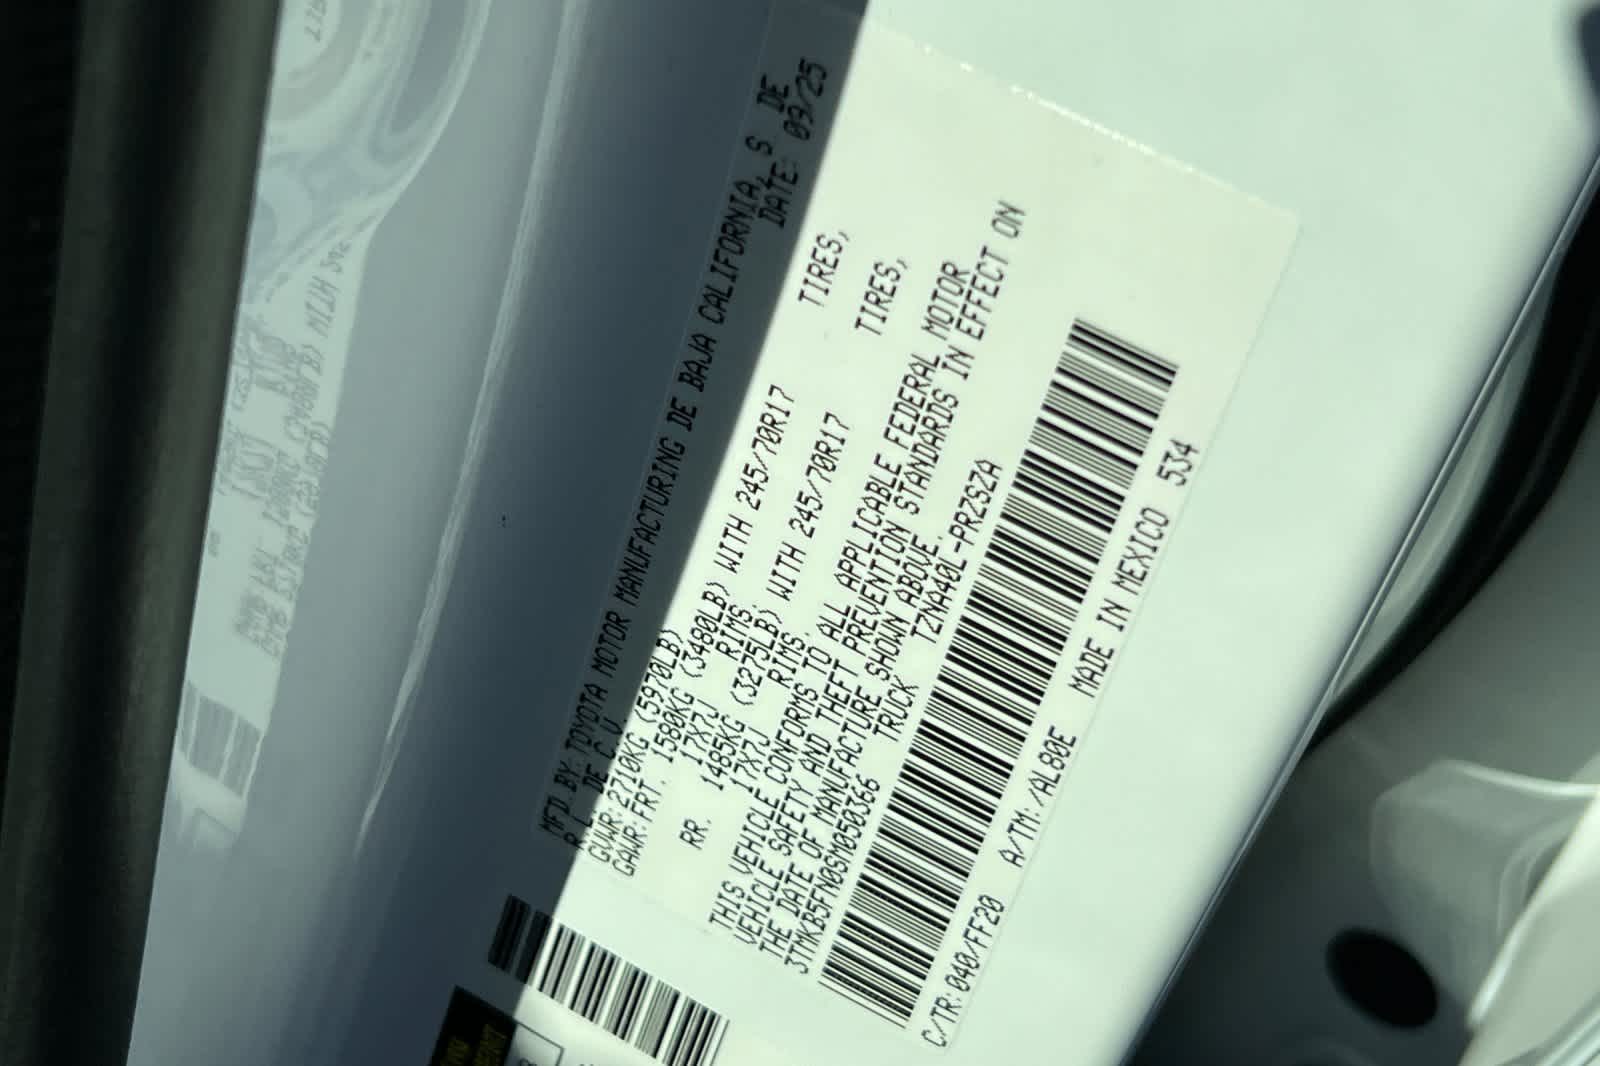 MFD.BY:TOYOTA MOTOR MANUFACTURING DE BAJA CALIFORNIA, S DE
R.L. DE C.V. DATE: 09/25
GVWR:2710KG (5970LB)
GAWR:FRT. 1580KG (3480LB) WITH 245/70R17 TIRES,
17X7J RIMS.
RR. 1485KG (3275LB) WITH 245/70R17 TIRES,
17X7J RIMS.
THIS VEHICLE CONFORMS TO ALL APPLICABLE FEDERAL MOTOR
VEHICLE SAFETY AND THEFT PREVENTION STANDARDS IN EFFECT ON
THE DATE OF MANUFACTURE SHOWN ABOVE.
3TMKB5FN0SM050366 TRUCK TZNA40L-PRZSZA
C/TR:040/FF20 A/TM:/AL80E MADE IN MEXICO 534